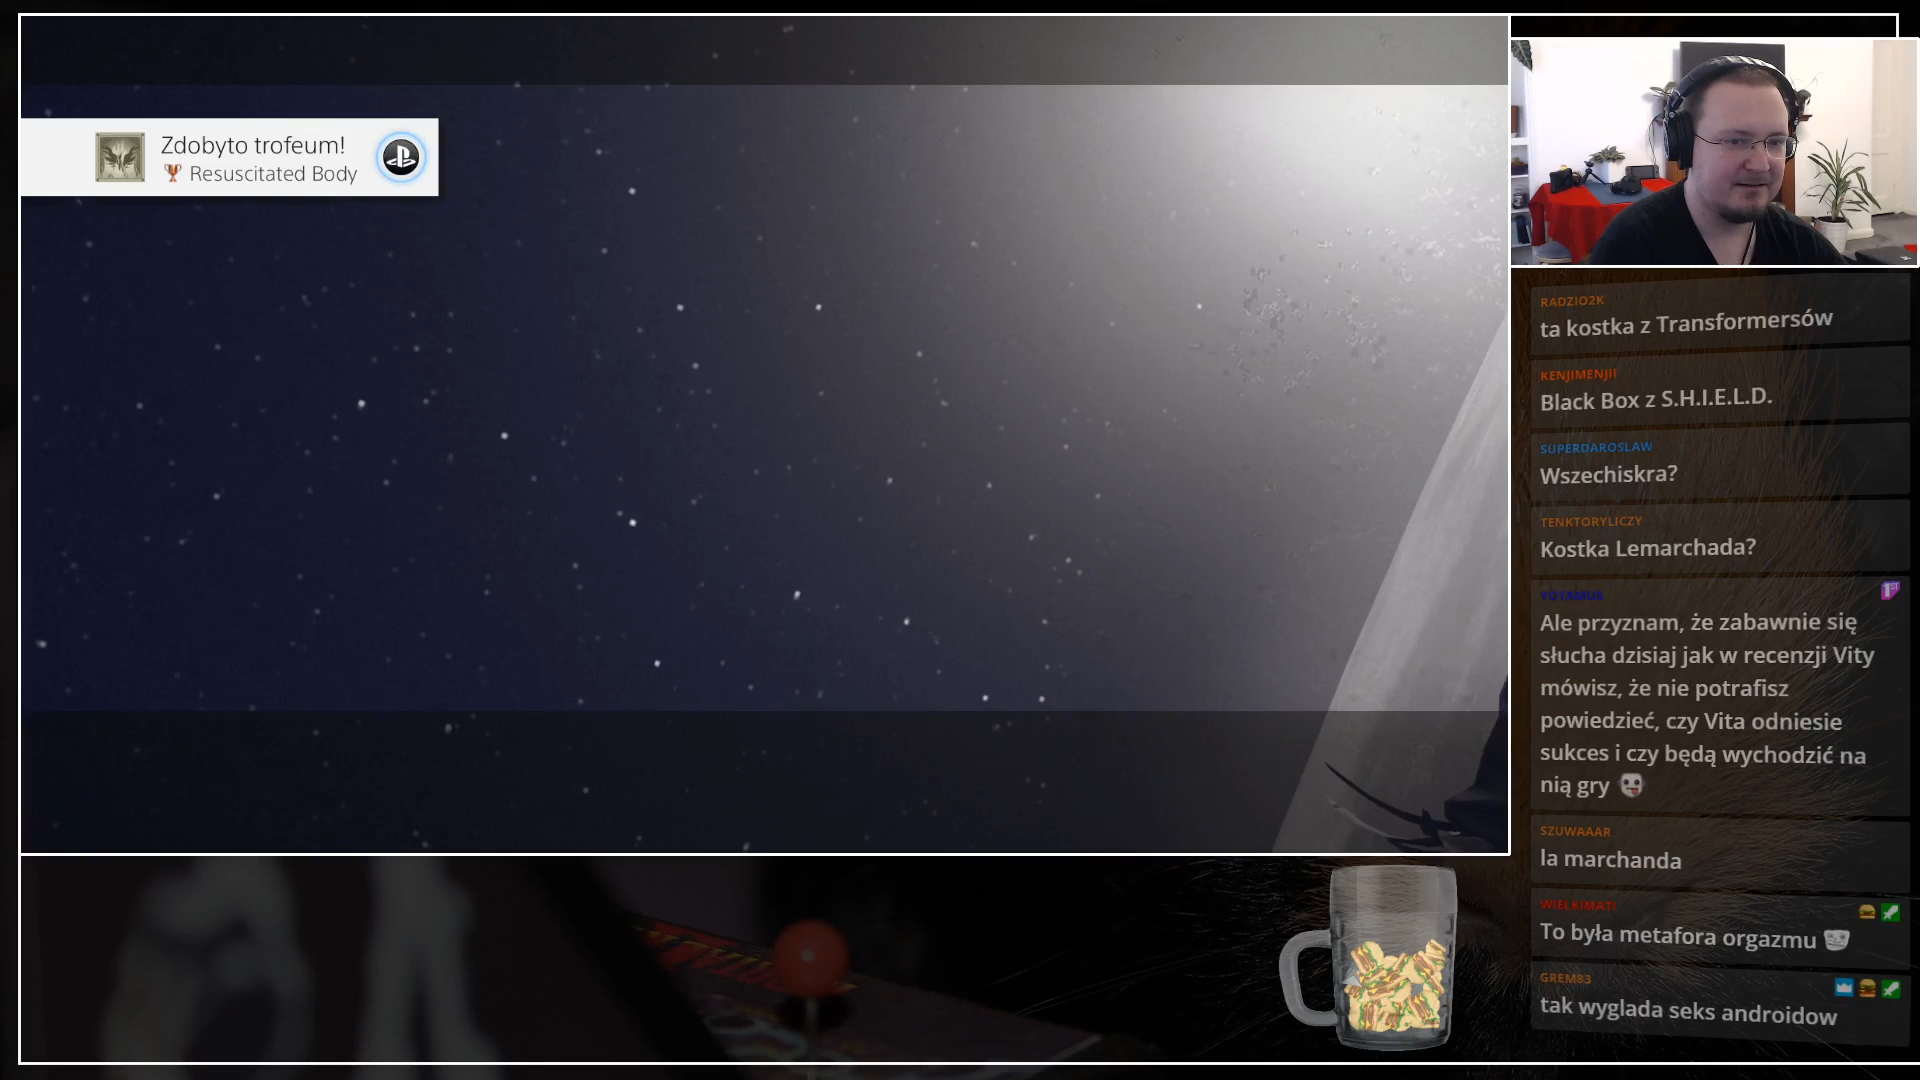 Zdobyto trofeum!
Resuscitated Body
RADZIO2K
ta kostka z Transformersów
KENJIMENJII
Black Box z S.H.I.E.L.D.
SUPERDAROSLAW
Wszechiskra?
TENKTORYLICZY
Kostka Lemarchada?
Ale przyznam, że zabawnie się
słucha dzisiaj jak w recenzji Vity
mówisz, że nie potrafisz
powiedzieć, czy Vita odniesie
sukces i czy będą wychodzić na
nią gry
SZUWAAAR
la marchanda
WIELKIMATI
To była metafora orgazmu
GREM83
tak wyglada seks androidow